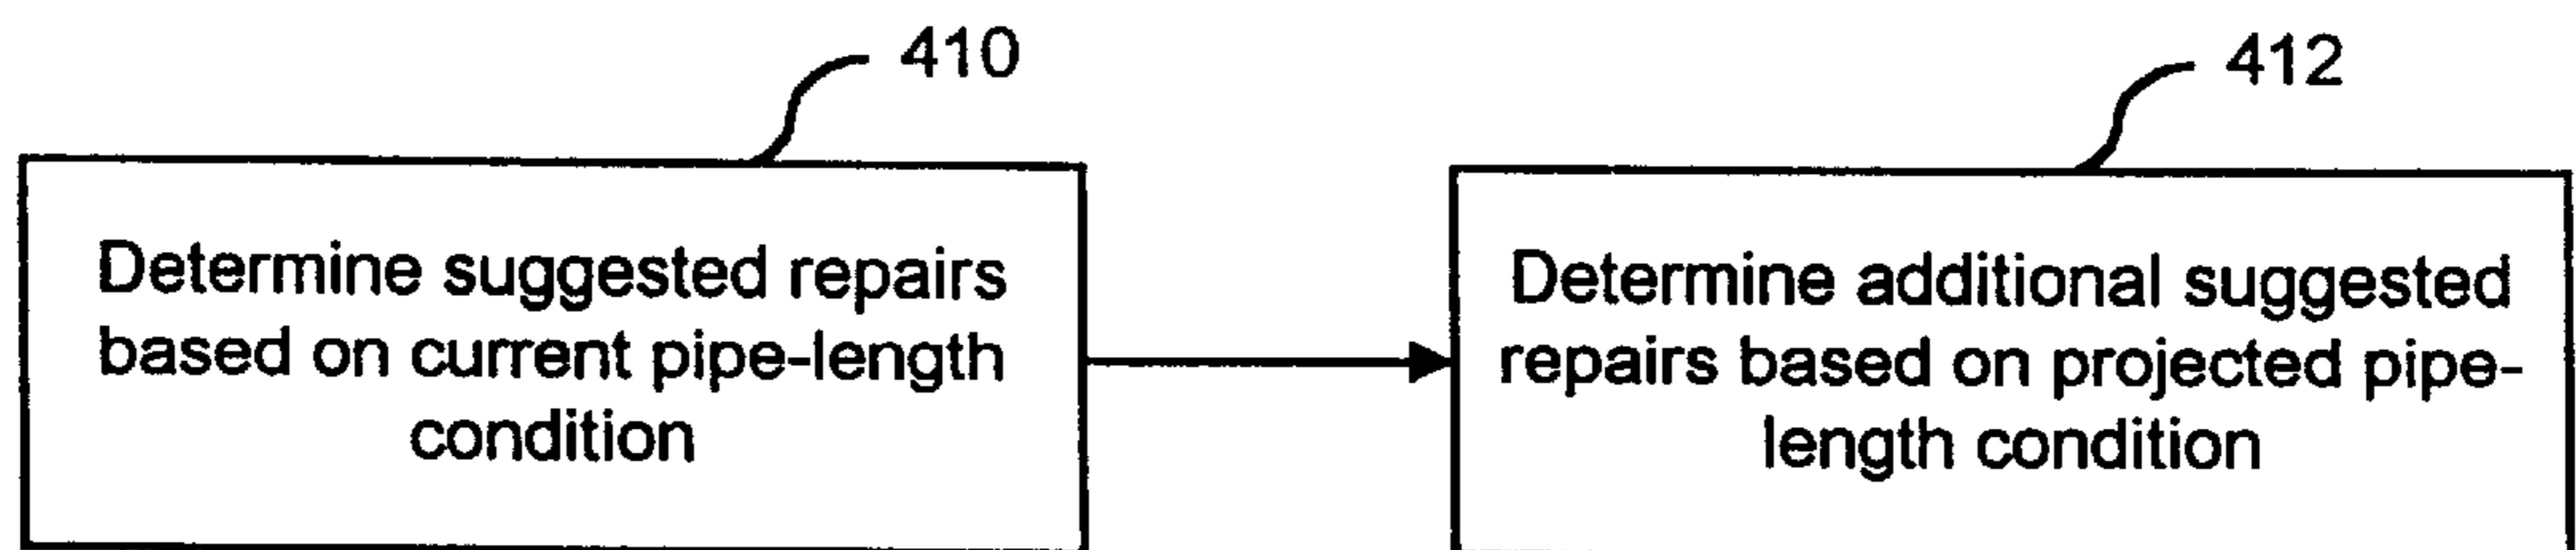 410
412
Determine suggested repairs
based on current pipe-length
condition
Determine additional suggested
repairs based on projected pipe-
length condition